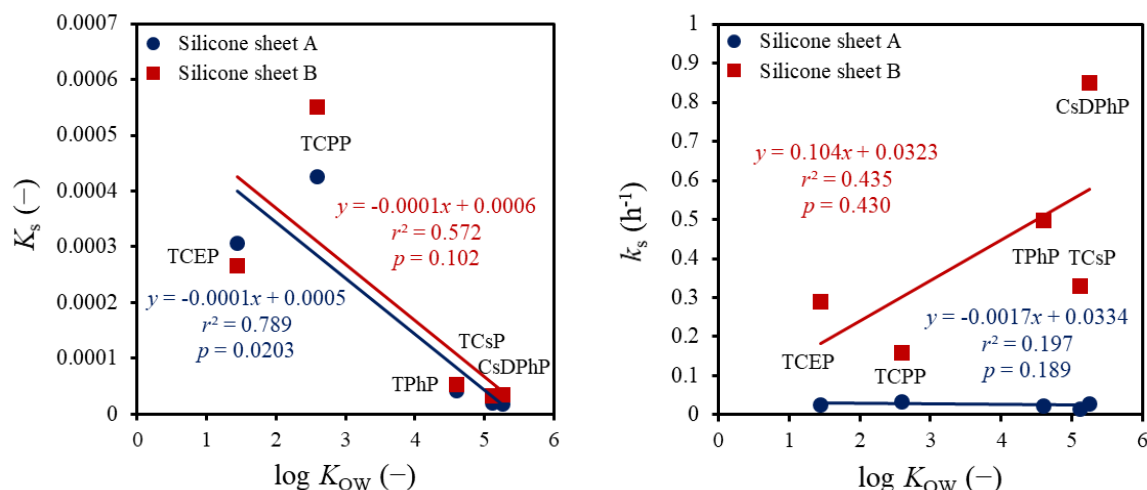 0.0007
0.0006
0.0005
0.0004
0.0003
0.0002
0.0001
0
Kₛ (−)
Silicone sheet A
Silicone sheet B
TCPP
y = -0.0001x + 0.0006
r² = 0.572
p = 0.102
TCEP
y = -0.0001x + 0.0005
r² = 0.789
p = 0.0203
TCsP
CsDPhP
TPhP
0 1 2 3 4 5 6
log K_OW (−)
1
0.9
0.8
0.7
0.6
0.5
0.4
0.3
0.2
0.1
0
kₛ (h⁻¹)
Silicone sheet A
Silicone sheet B
CsDPhP
y = 0.104x + 0.0323
r² = 0.435
p = 0.430
TPhP
TCsP
y = -0.0017x + 0.0334
r² = 0.197
p = 0.189
TCEP
TCPP
0 1 2 3 4 5 6
log K_OW (−)